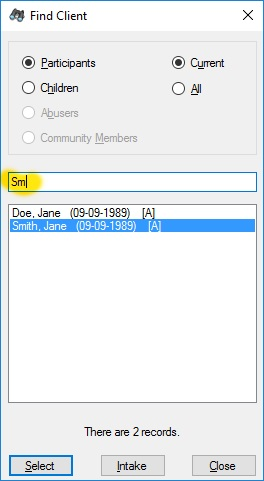 Find Client
Participants
Current
Children
All
Abusers
Community Members
Sm
Doe, Jane (09-09-1989) [A]
Smith, Jane (09-09-1989) [A]
There are 2 records.
Select
Intake
Close